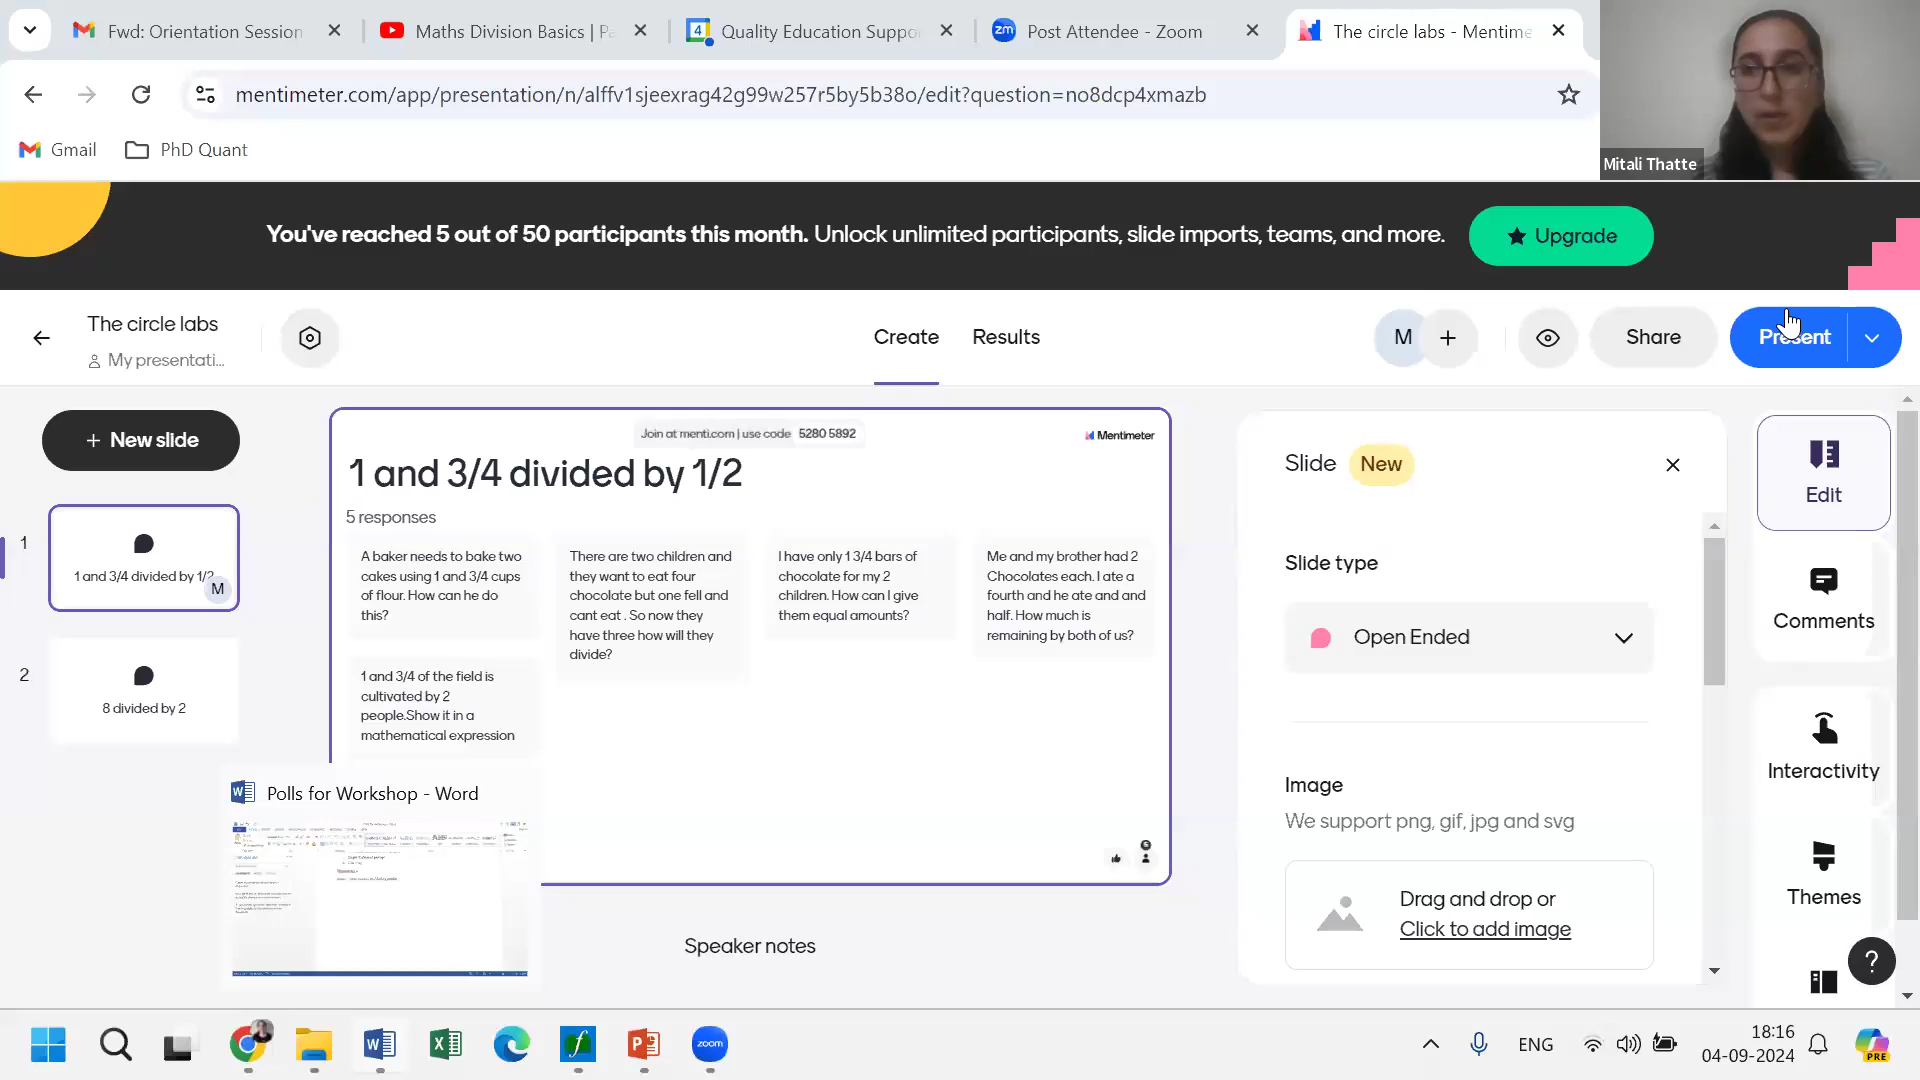 Fwd: Orientation Session
Maths Division Basics | Pa
4
Quality Education Suppo
zm
Post Attendee - Zoom
The circle labs - Mentime
mentimeter.com/app/presentation/n/alffv1sjeexrag42g99w257r5by5b38o/edit?question=no8dcp4xmazb
Gmail
PhD Quant
Mitali Thatte
You've reached 5 out of 50 participants this month. Unlock unlimited participants, slide imports, teams, and more.
Upgrade
The circle labs
My presentati...
Create
Results
M
Share
Present
New slide
1
1 and 3/4 divided by 1/2
M
2
8 divided by 2
Join at menti.com | use code 5280 5892
Mentimeter
1 and 3/4 divided by 1/2
5 responses
A baker needs to bake two
cakes using 1 and 3/4 cups
of flour. How can he do
this?
There are two children and
they want to eat four
chocolate but one fell and
cant eat . So now they
have three how will they
divide?
I have only 1 3/4 bars of
chocolate for my 2
children. How can I give
them equal amounts?
Me and my brother had 2
Chocolates each. I ate a
fourth and he ate and and
half. How much is
remaining by both of us?
1 and 3/4 of the field is
cultivated by 2
people.Show it in a
mathematical expression
Polls for Workshop - Word
Speaker notes
Slide
New
Slide type
Open Ended
Image
We support png, gif, jpg and svg
Drag and drop or
Click to add image
Edit
Comments
Interactivity
Themes
?
zoom
ENG
18:16
04-09-2024
PRE